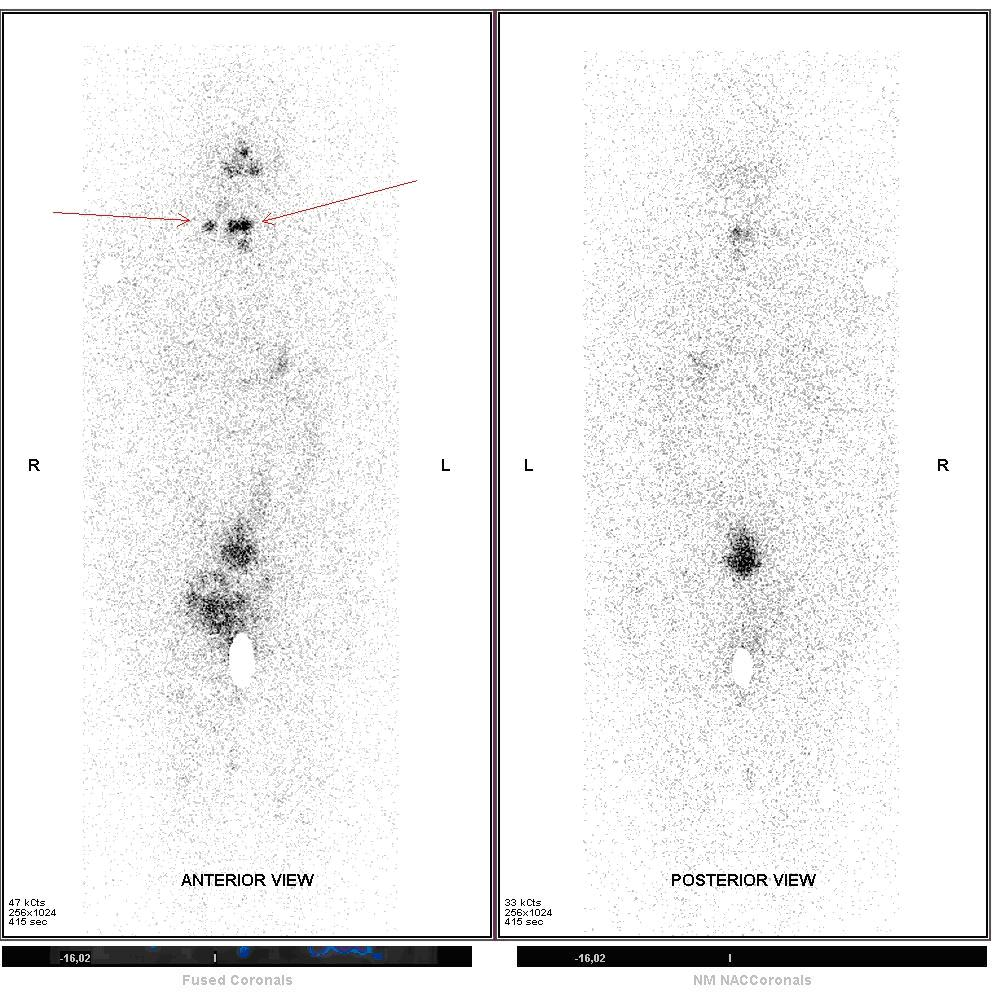 R
L
L
R
ANTERIOR VIEW
POSTERIOR VIEW
47 kCts
256x1024
415 sec
33 kCts
256x1024
415 sec
-16,02
-16,02
Fused Coronals
NM NACCoronals